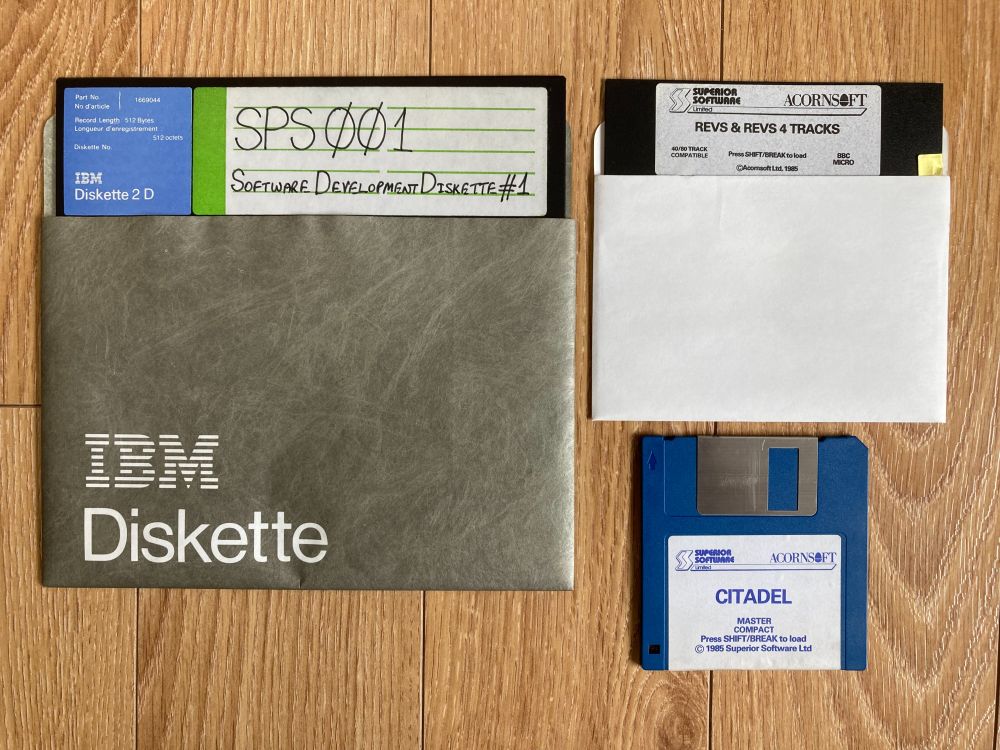 Part No.
No d'article
1669044
Record Length 512 Bytes
Longueur d'enregistrement
512 octets
Diskette No.
IBM
Diskette 2 D
SPS001
SOFTWARE DEVELOPMENT DISKETTE #1
IBM
Diskette
SUPERIOR
SOFTWARE
Limited
ACORNSOFT
REVS & REVS 4 TRACKS
40/80 TRACK
COMPATIBLE
Press SHIFT/BREAK to load
BBC
MICRO
©Acornsoft Ltd, 1985
SUPERIOR
SOFTWARE
Limited
ACORNSOFT
CITADEL
MASTER
COMPACT
Press SHIFT/BREAK to load
© 1985 Superior Software Ltd